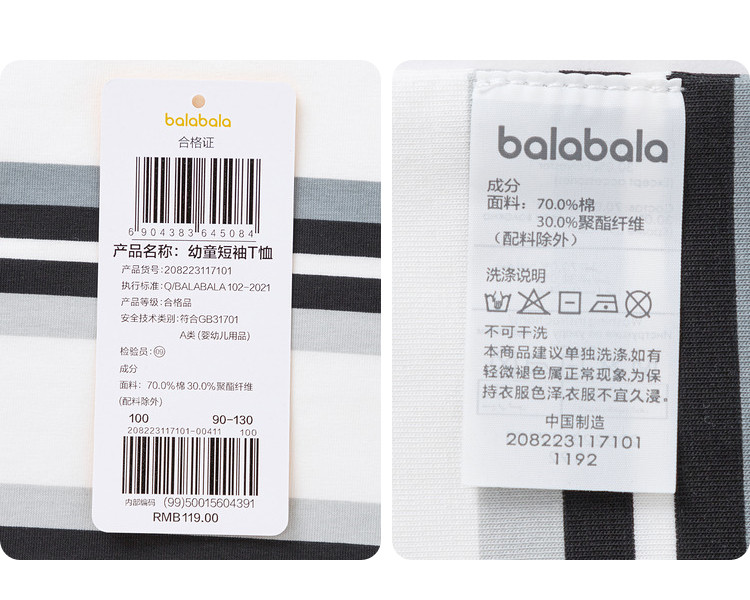 balabala
合格证
6 904383 645084
产品名称：幼童短袖T恤
产品货号:208223117101
执行标准:Q/BALABALA 102-2021
产品等级:合格品
安全技术类别:符合GB31701
A类 (婴幼儿用品)
检验员:09
成分
面料：70.0%棉 30.0%聚酯纤维
(配料除外)
100 90-130
208223117101-00411 100
内部编码 (99)50015604391
RMB 119.00
balabala
成分
面料：70.0%棉
30.0%聚酯纤维
（配料除外）
洗涤说明
不可干洗
本商品建议单独洗涤,如有
轻微褪色属正常现象,为保
持衣服色泽,衣服不宜久浸。
中国制造
208223117101
1192